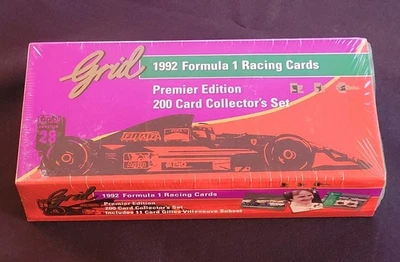 Grid 1992 Formula 1 Racing Cards
Premier Edition
200 Card Collector's Set
28
Grid 1992 Formula 1 Racing Cards
Premier Edition
200 Card Collector's Set
Includes 11 Card Gilles Villeneuve Subset